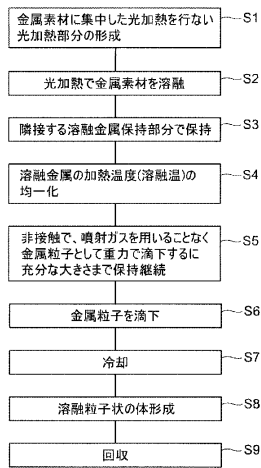 金属素材に集中した光加熱を行ない
光加熱部分の形成
S1
光加熱で金属素材を溶融
S2
隣接する溶融金属保持部分で保持
S3
溶融金属の加熱温度(溶融温)の
均一化
S4
非接触で、噴射ガスを用いることなく
金属粒子として重力で滴下するに
充分な大きさまで保持継続
S5
金属粒子を滴下
S6
冷却
S7
溶融粒子状の体形成
S8
回収
S9